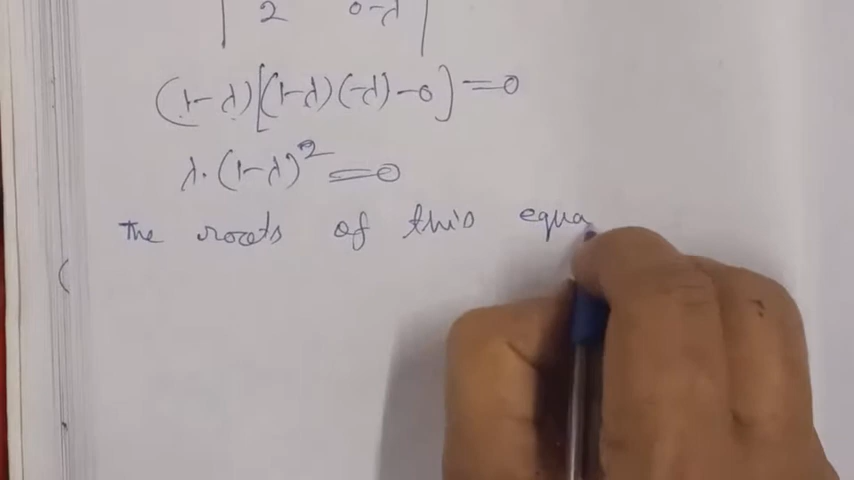 2 0-λ
(1-λ)[(1-λ)(-λ)-0]=0
λ.(1-λ)²=0
The roots of this equa